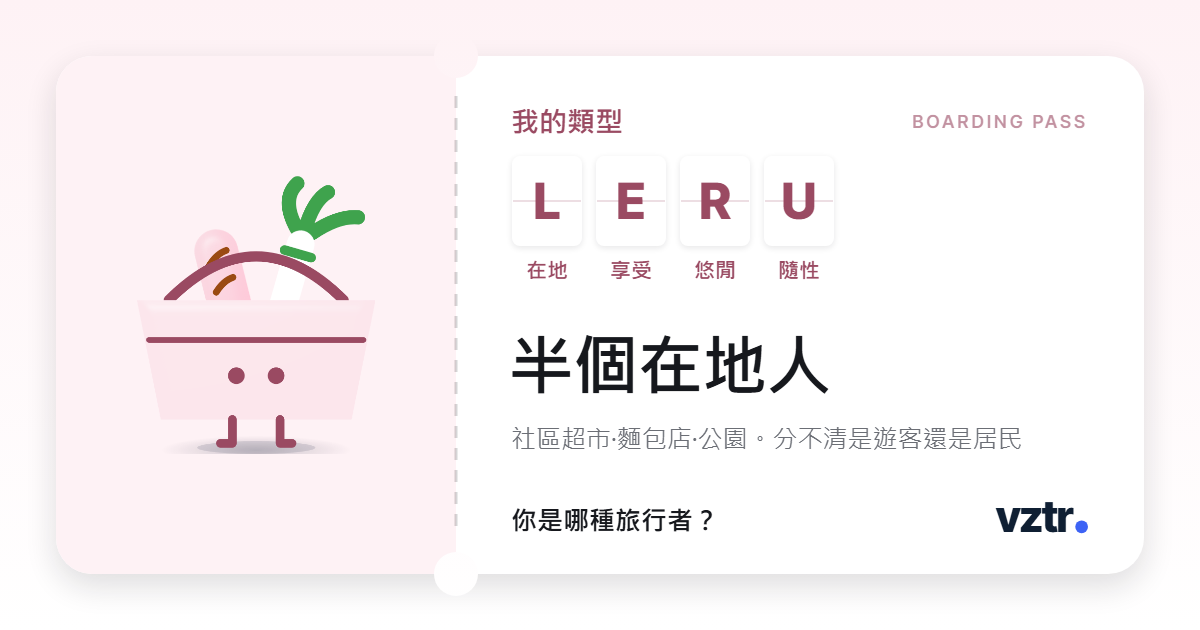 我的類型
BOARDING PASS
L E R U
在地 享受 悠閒 隨性
半個在地人
社區超市·麵包店·公園。分不清是遊客還是居民
你是哪種旅行者？
vztr.